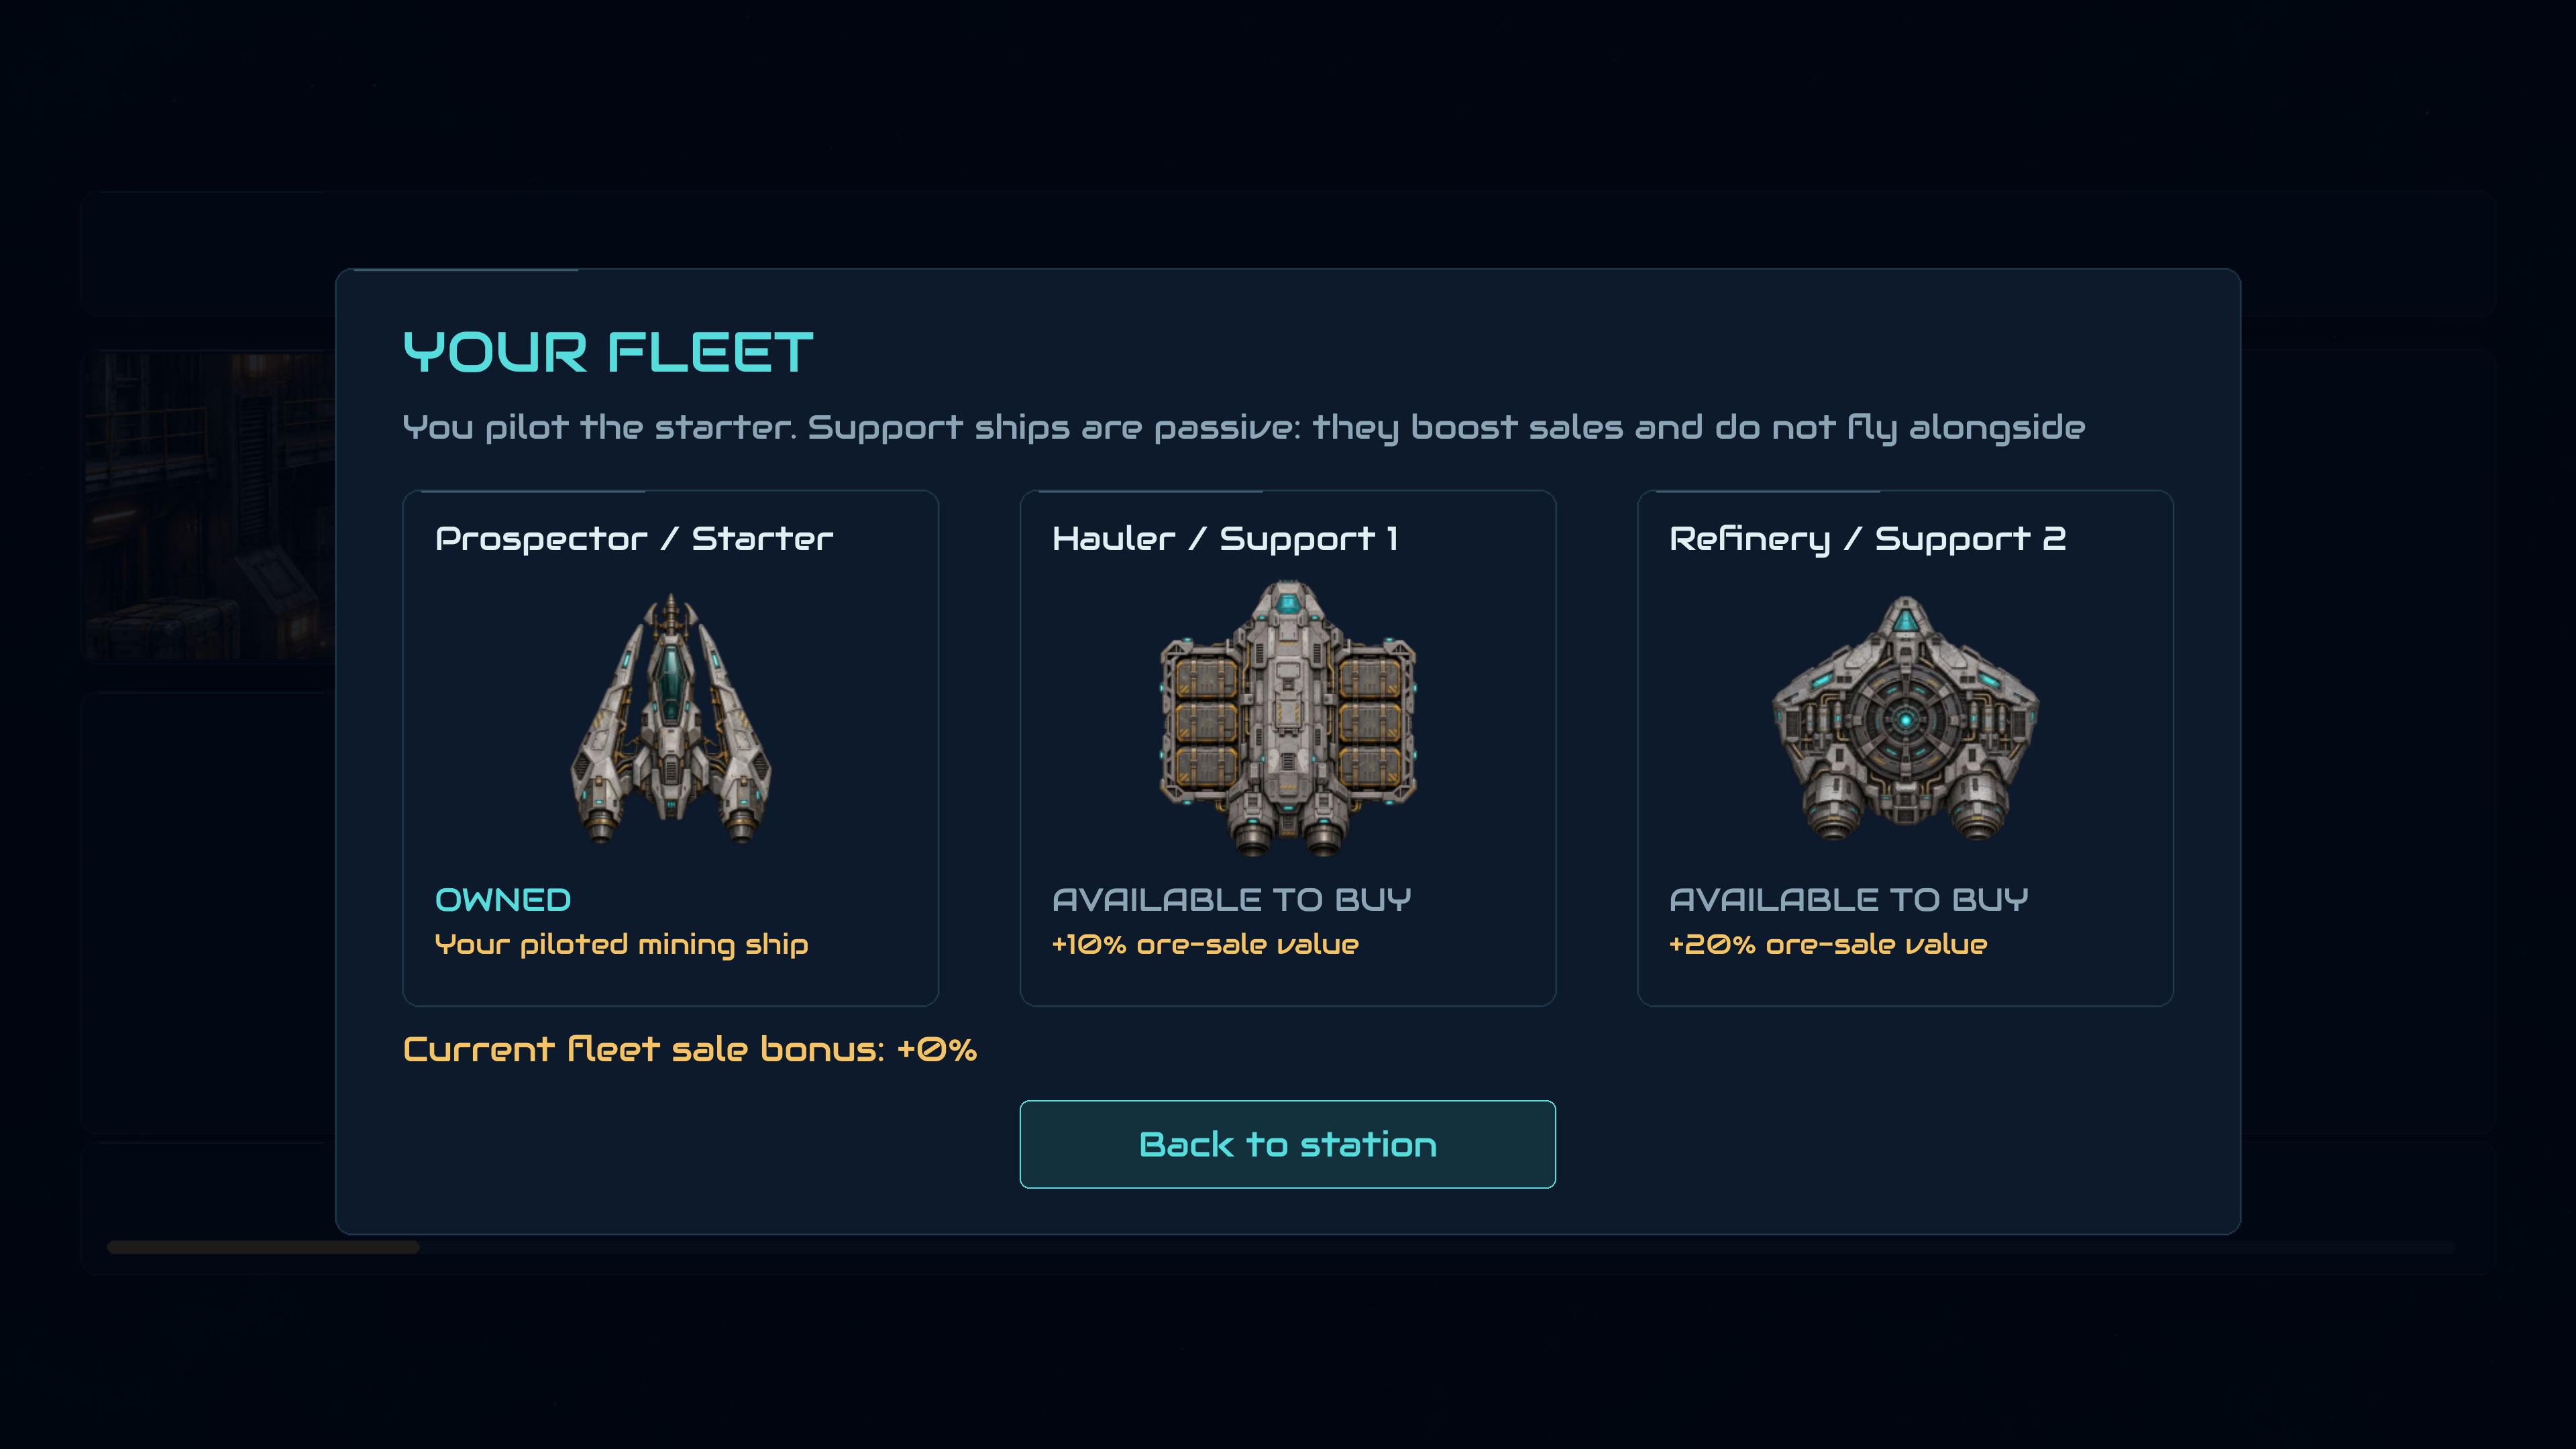 YOUR FLEET
You pilot the starter. Support ships are passive: they boost sales and do not fly alongside
Prospector / Starter
OWNED
Your piloted mining ship
Hauler / Support 1
AVAILABLE TO BUY
+10% ore-sale value
Refinery / Support 2
AVAILABLE TO BUY
+20% ore-sale value
Current fleet sale bonus: +0%
Back to station